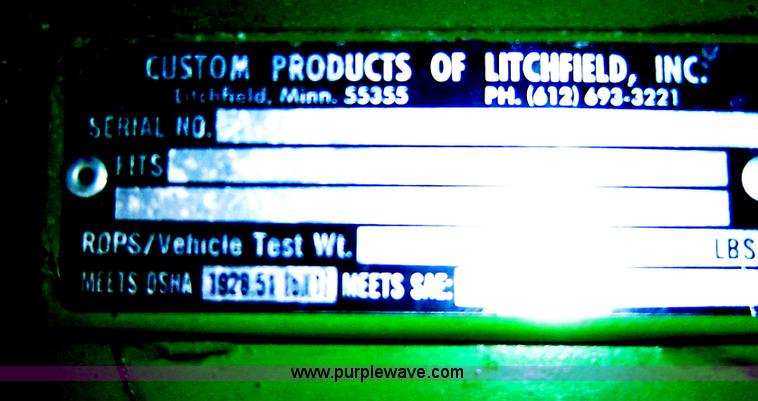 CUSTOM PRODUCTS OF LITCHFIELD, INC.
Litchfield, Minn. 55355 PH. (612) 693-3221
SERIAL NO.
FITS
ROPS/Vehicle Test Wt. LBS
MEETS OSHA 1928.51 MEETS SAE:
www.purplewave.com